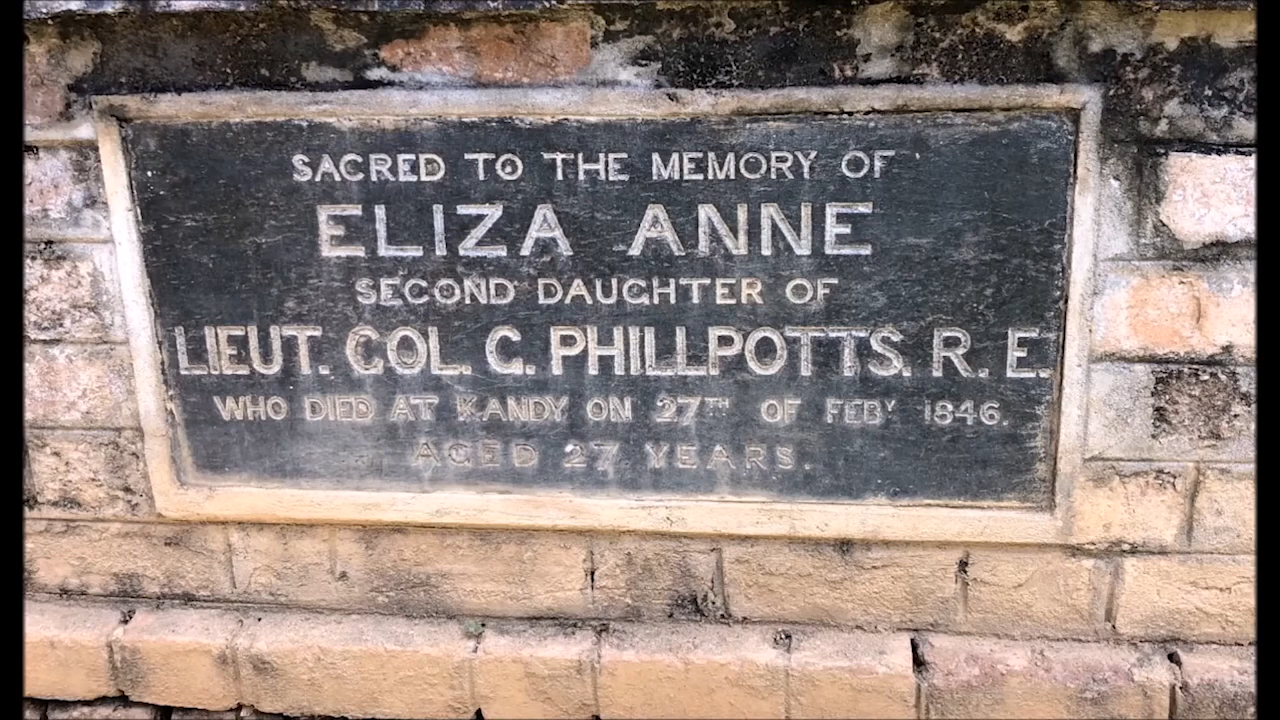 SACRED TO THE MEMORY OF
ELIZA ANNE
SECOND DAUGHTER OF
LIEUT. COL. G. PHILLPOTTS. R. E.
WHO DIED AT KANDY ON 27TH OF FEBY 1846.
AGED 27 YEARS.